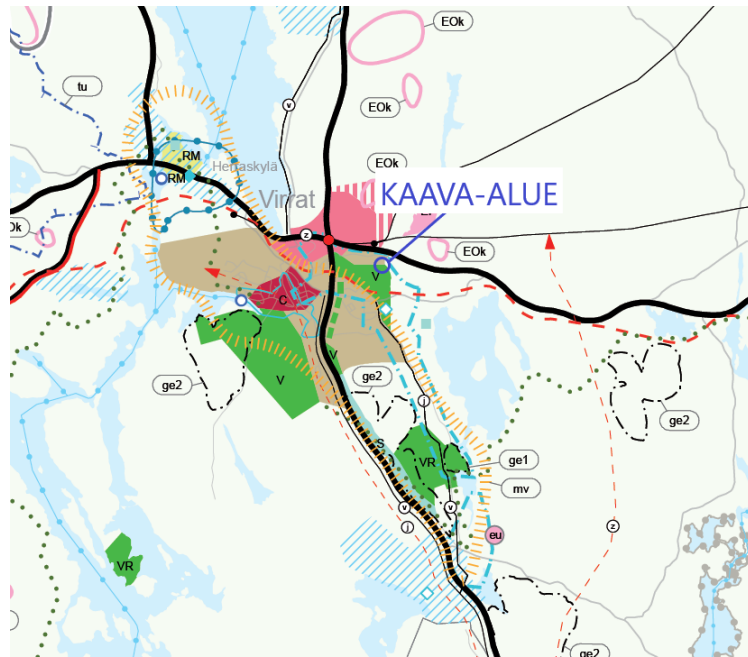 EOk
EOk
tu
EOk
RM
Herraskylä
RM
Virrat
KAAVA-ALUE
v
z
Ok
EOk
V
C
V
V
ge2
ge2
j
ge2
S
VR
ge1
mv
v
v
j
eu
z
VR
ge2